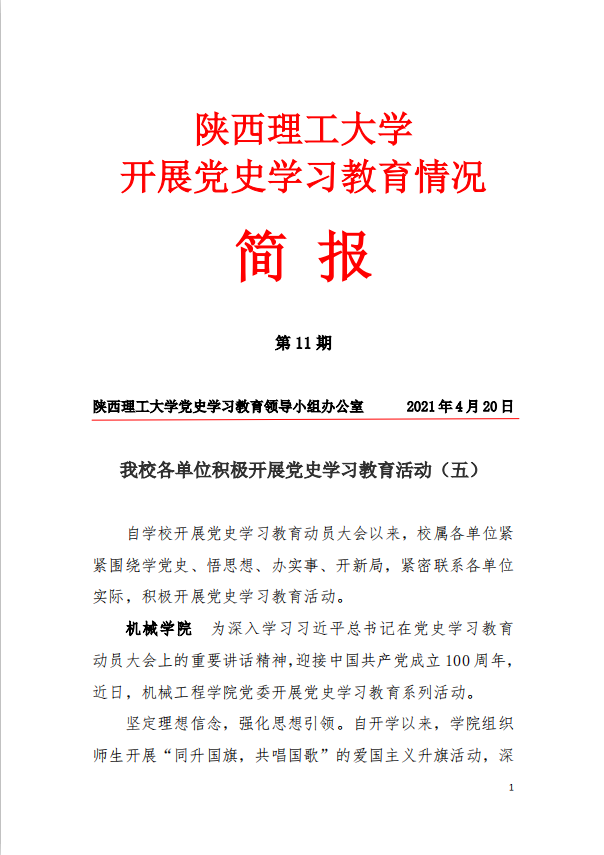 陕西理工大学
开展党史学习教育情况
简 报
第 11 期
陕西理工大学党史学习教育领导小组办公室 2021 年 4 月 20 日
我校各单位积极开展党史学习教育活动（五）
自学校开展党史学习教育动员大会以来，校属各单位紧
紧围绕学党史、悟思想、办实事、开新局，紧密联系各单位
实际，积极开展党史学习教育活动。
机械学院 为深入学习习近平总书记在党史学习教育
动员大会上的重要讲话精神，迎接中国共产党成立 100 周年，
近日，机械工程学院党委开展党史学习教育系列活动。
坚定理想信念，强化思想引领。自开学以来，学院组织
师生开展“同升国旗，共唱国歌”的爱国主义升旗活动，深
1